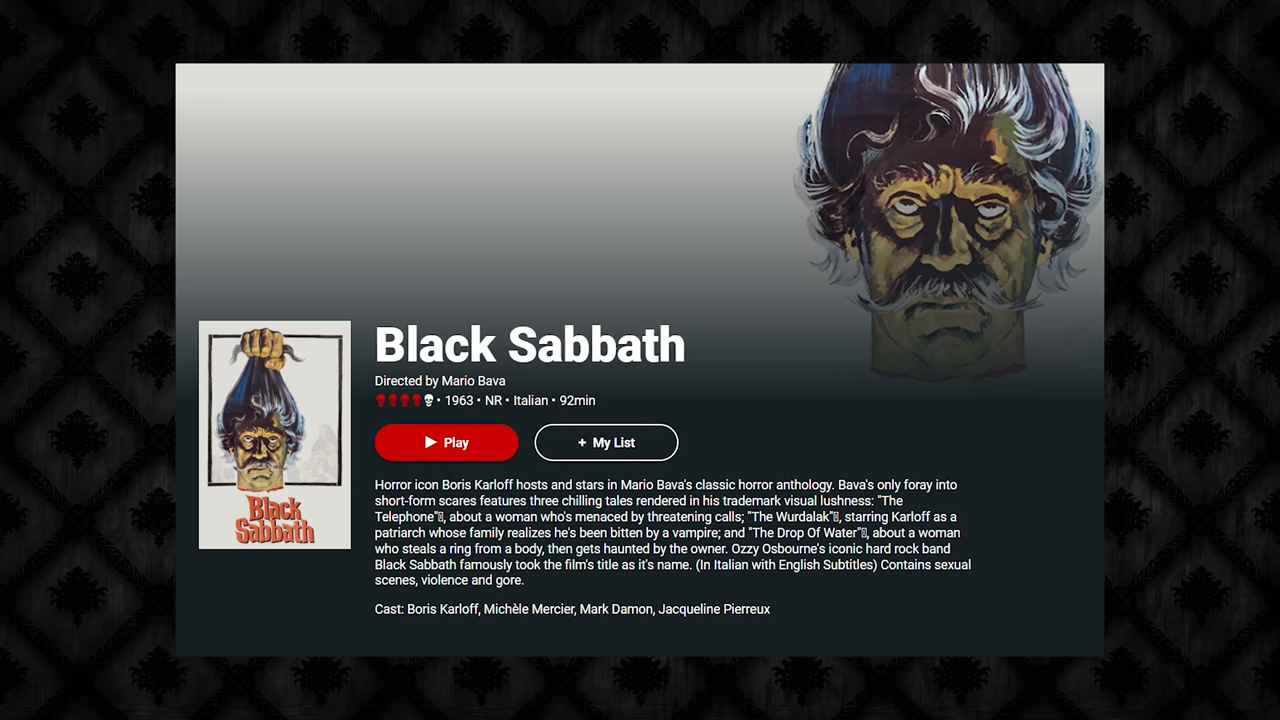 Black Sabbath
Directed by Mario Bava
• 1963 • NR • Italian • 92min
Play
+ My List
Horror icon Boris Karloff hosts and stars in Mario Bava's classic horror anthology. Bava's only foray into
short-form scares features three chilling tales rendered in his trademark visual lushness: "The
Telephone", about a woman who's menaced by threatening calls; "The Wurdalak", starring Karloff as a
patriarch whose family realizes he's been bitten by a vampire; and "The Drop Of Water", about a woman
who steals a ring from a body, then gets haunted by the owner. Ozzy Osbourne's iconic hard rock band
Black Sabbath famously took the film's title as it's name. (In Italian with English Subtitles) Contains sexual
scenes, violence and gore.
Cast: Boris Karloff, Michèle Mercier, Mark Damon, Jacqueline Pierreux
Black
Sabbath